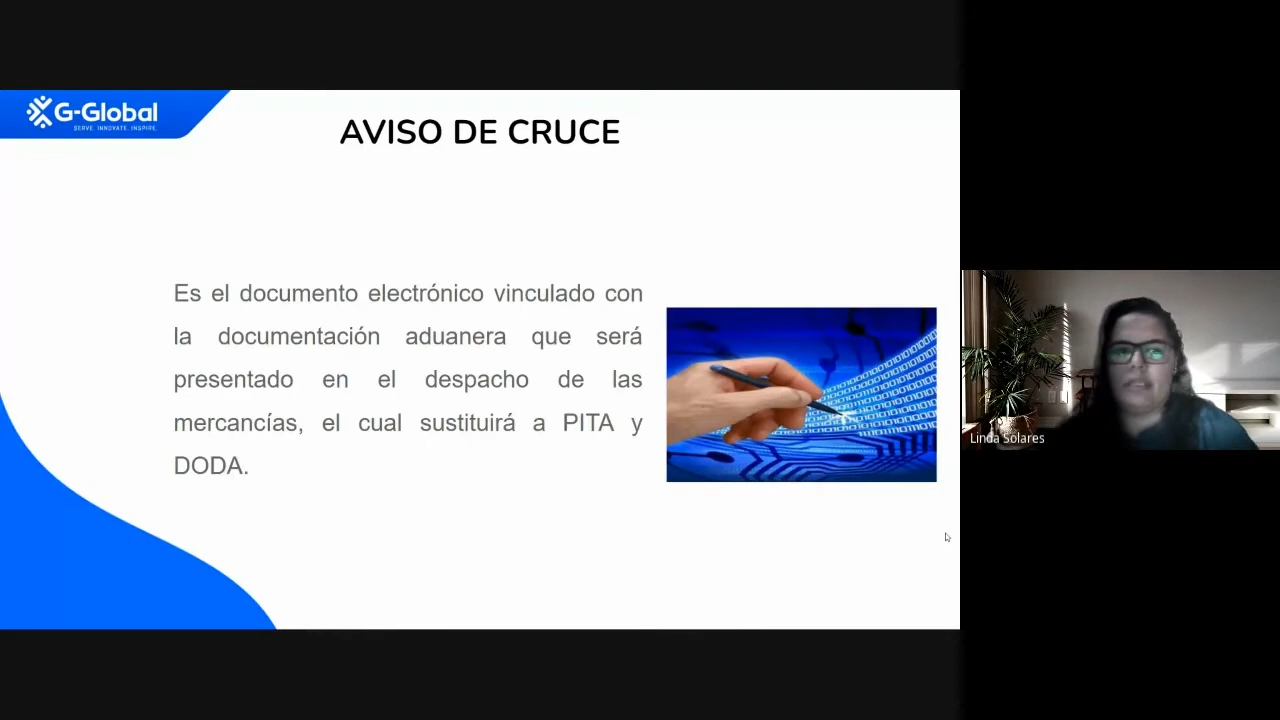 G-Global
SERVE. INNOVATE. INSPIRE.
AVISO DE CRUCE
Es el documento electrónico vinculado con
la documentación aduanera que será
presentado en el despacho de las
mercancías, el cual sustituirá a PITA y
DODA.
Linda Solares